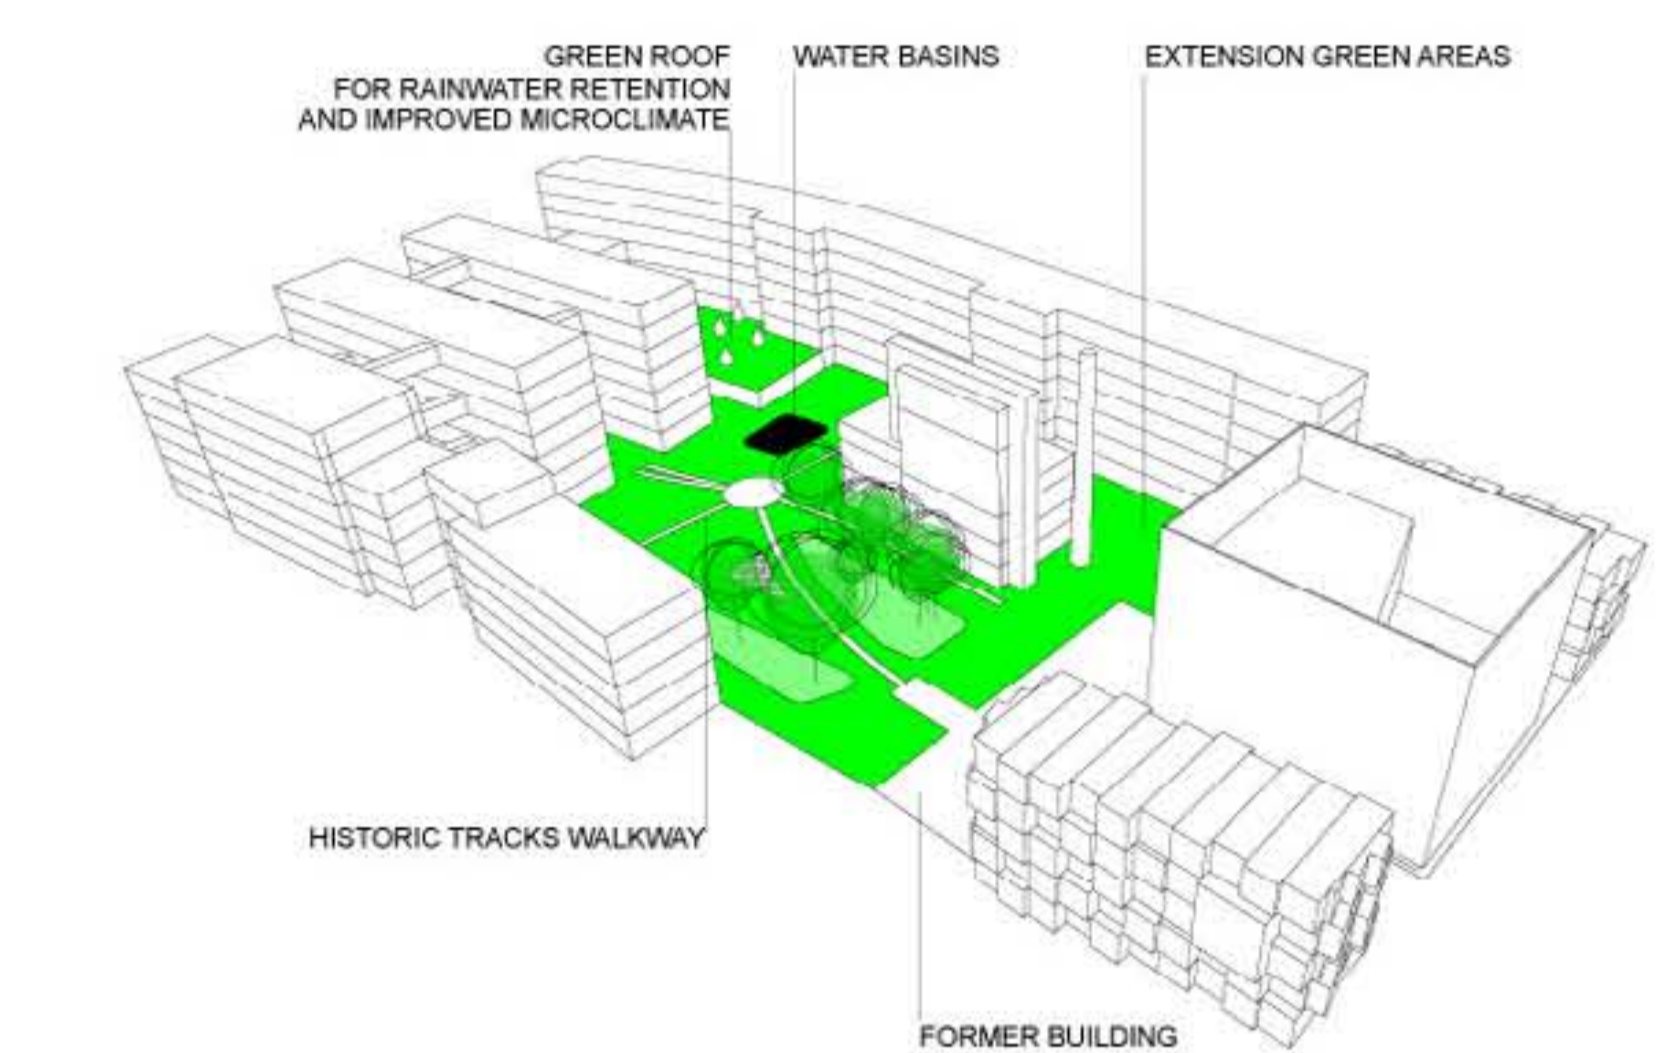 GREEN ROOF
FOR RAINWATER RETENTION
AND IMPROVED MICROCLIMATE
WATER BASINS
EXTENSION GREEN AREAS
HISTORIC TRACKS WALKWAY
FORMER BUILDING